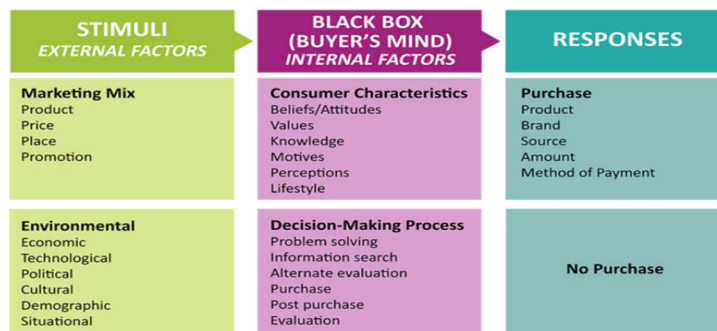 STIMULI
EXTERNAL FACTORS
BLACK BOX
(BUYER'S MIND)
INTERNAL FACTORS
RESPONSES
Marketing Mix
Product
Price
Place
Promotion
Consumer Characteristics
Beliefs/Attitudes
Values
Knowledge
Motives
Perceptions
Lifestyle
Purchase
Product
Brand
Source
Amount
Method of Payment
Environmental
Economic
Technological
Political
Cultural
Demographic
Situational
Decision-Making Process
Problem solving
Information search
Alternate evaluation
Purchase
Post purchase
Evaluation
No Purchase